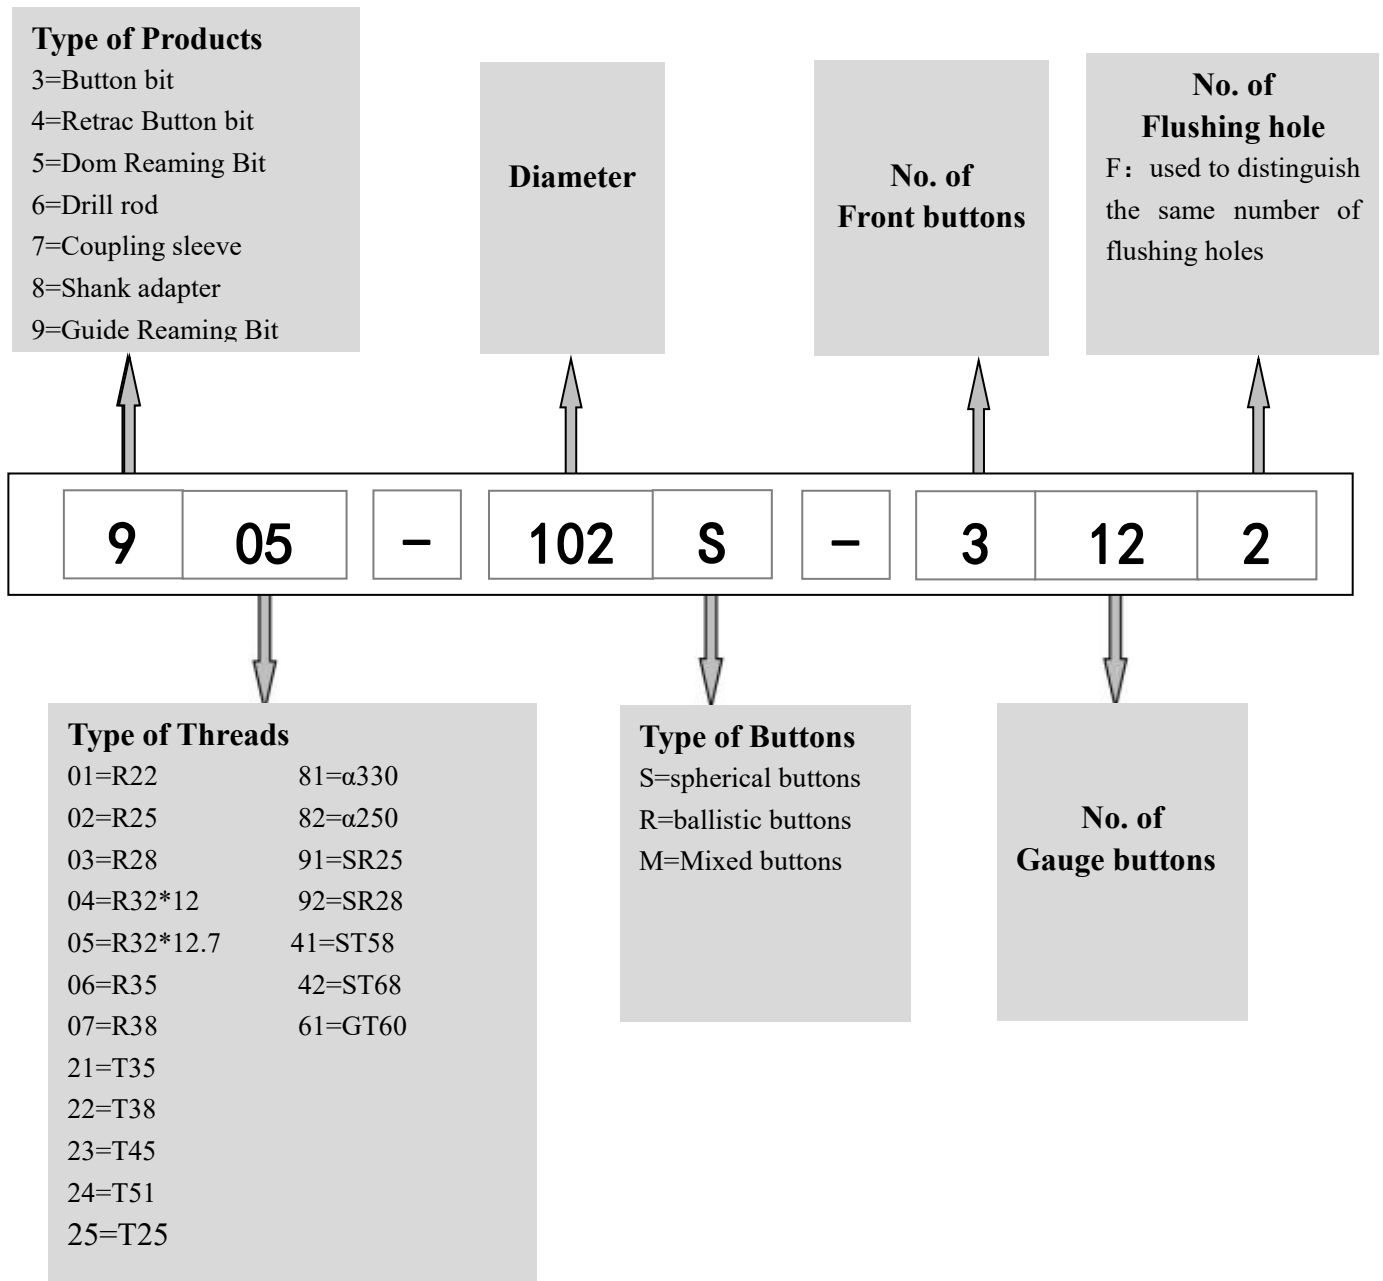 Type of Products
3=Button bit
4=Retrac Button bit
5=Dom Reaming Bit
6=Drill rod
7=Coupling sleeve
8=Shank adapter
9=Guide Reaming Bit
Diameter
No. of
Front buttons
No. of
Flushing hole
F：used to distinguish
the same number of
flushing holes
9 05 - 102 S - 3 12 2
Type of Threads
01=R22 81=α330
02=R25 82=α250
03=R28 91=SR25
04=R32*12 92=SR28
05=R32*12.7 41=ST58
06=R35 42=ST68
07=R38 61=GT60
21=T35
22=T38
23=T45
24=T51
25=T25
Type of Buttons
S=spherical buttons
R=ballistic buttons
M=Mixed buttons
No. of
Gauge buttons